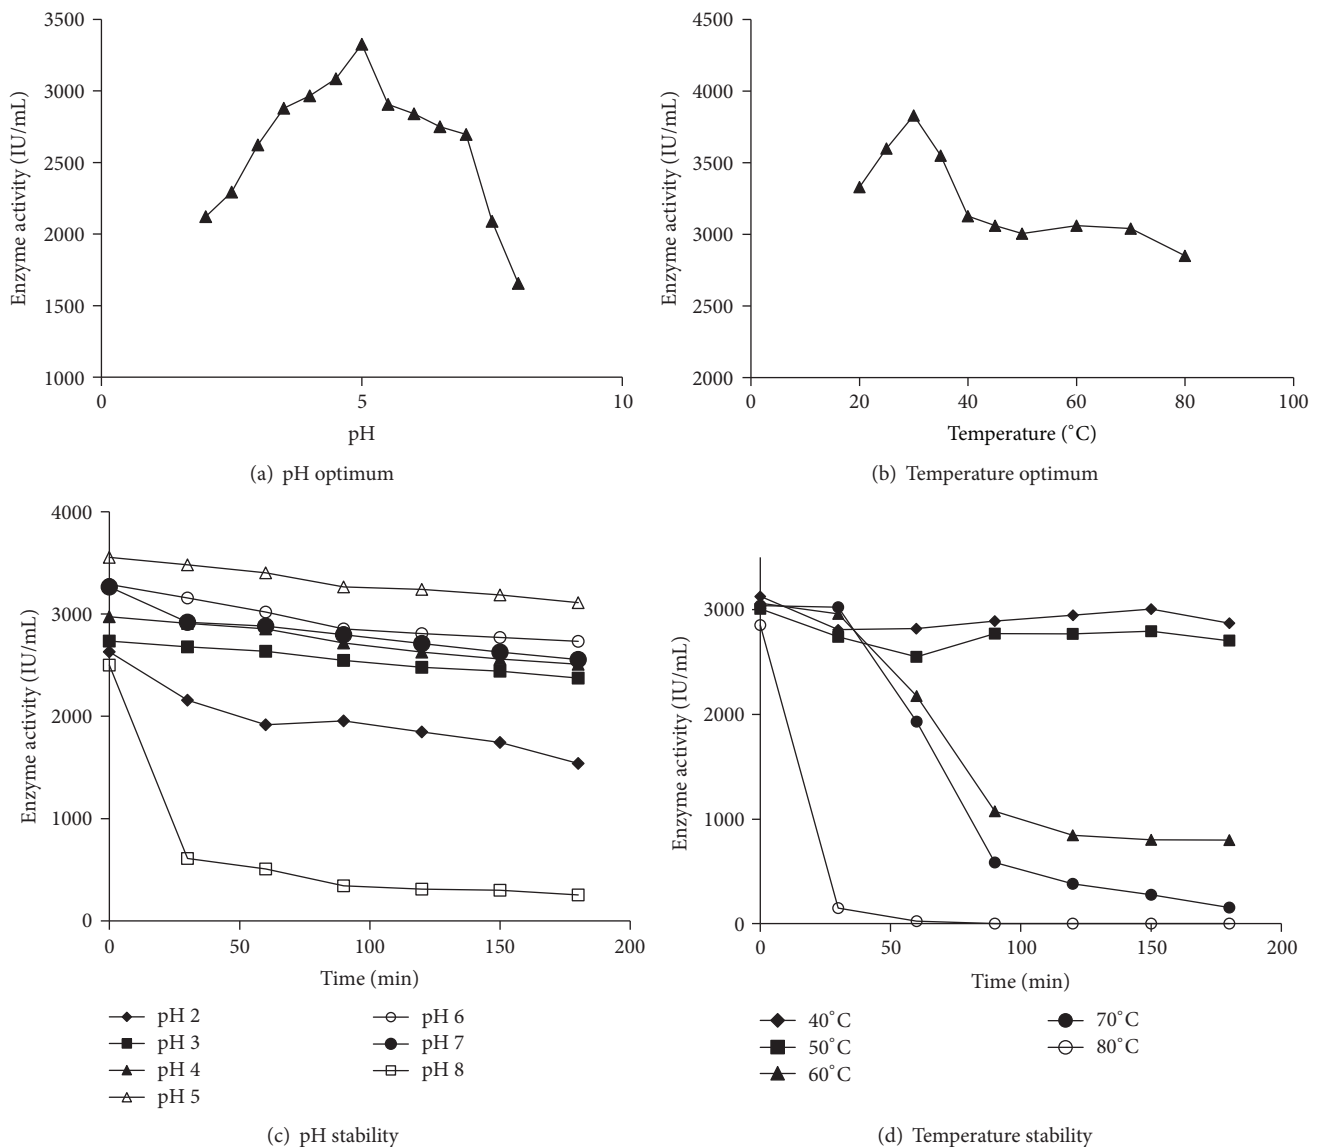 3500
3000
2500
2000
1500
1000
Enzyme activity (IU/mL)
0 5 10
pH
(a) pH optimum
4500
4000
3500
3000
2500
2000
Enzyme activity (IU/mL)
0 20 40 60 80 100
Temperature (˚C)
(b) Temperature optimum
4000
3000
2000
1000
0
Enzyme activity (IU/mL)
0 50 100 150 200
Time (min)
pH 2
pH 3
pH 4
pH 5
pH 6
pH 7
pH 8
(c) pH stability
3000
2000
1000
0
Enzyme activity (IU/mL)
0 50 100 150 200
Time (min)
40˚C
50˚C
60˚C
70˚C
80˚C
(d) Temperature stability